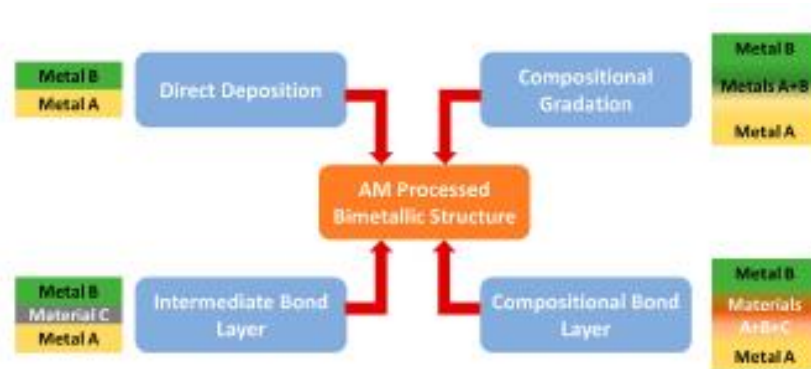 Metal B
Metal A
Direct Deposition
Compositional
Gradation
Metal B
Metals A+B
Metal A
AM Processed
Bimetallic Structure
Metal B
Material C
Metal A
Intermediate Bond
Layer
Compositional Bond
Layer
Metal B
Materials
A+B+C
Metal A